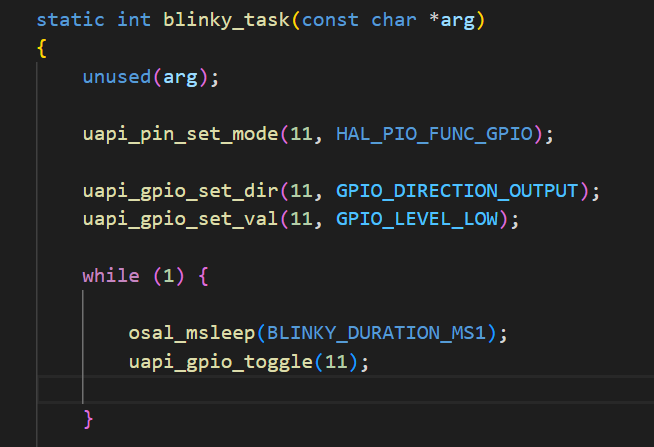 static int blinky_task(const char *arg)
{
unused(arg);
uapi_pin_set_mode(11, HAL_PIO_FUNC_GPIO);
uapi_gpio_set_dir(11, GPIO_DIRECTION_OUTPUT);
uapi_gpio_set_val(11, GPIO_LEVEL_LOW);
while (1) {
osal_msleep(BLINKY_DURATION_MS1);
uapi_gpio_toggle(11);
}